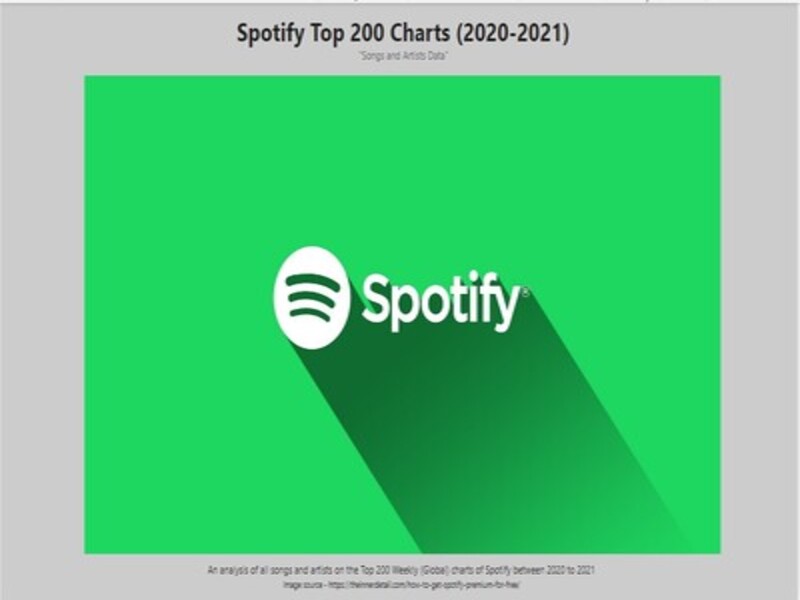 Spotify Top 200 Charts (2020-2021)
"Songs and Artists Data"
Spotify®
An analysis of all songs and artists on the Top 200 Weekly (Global) charts of Spotify between 2020 to 2021
Image source - https://theinnerdetail.com/how-to-get-spotify-premium-for-free/